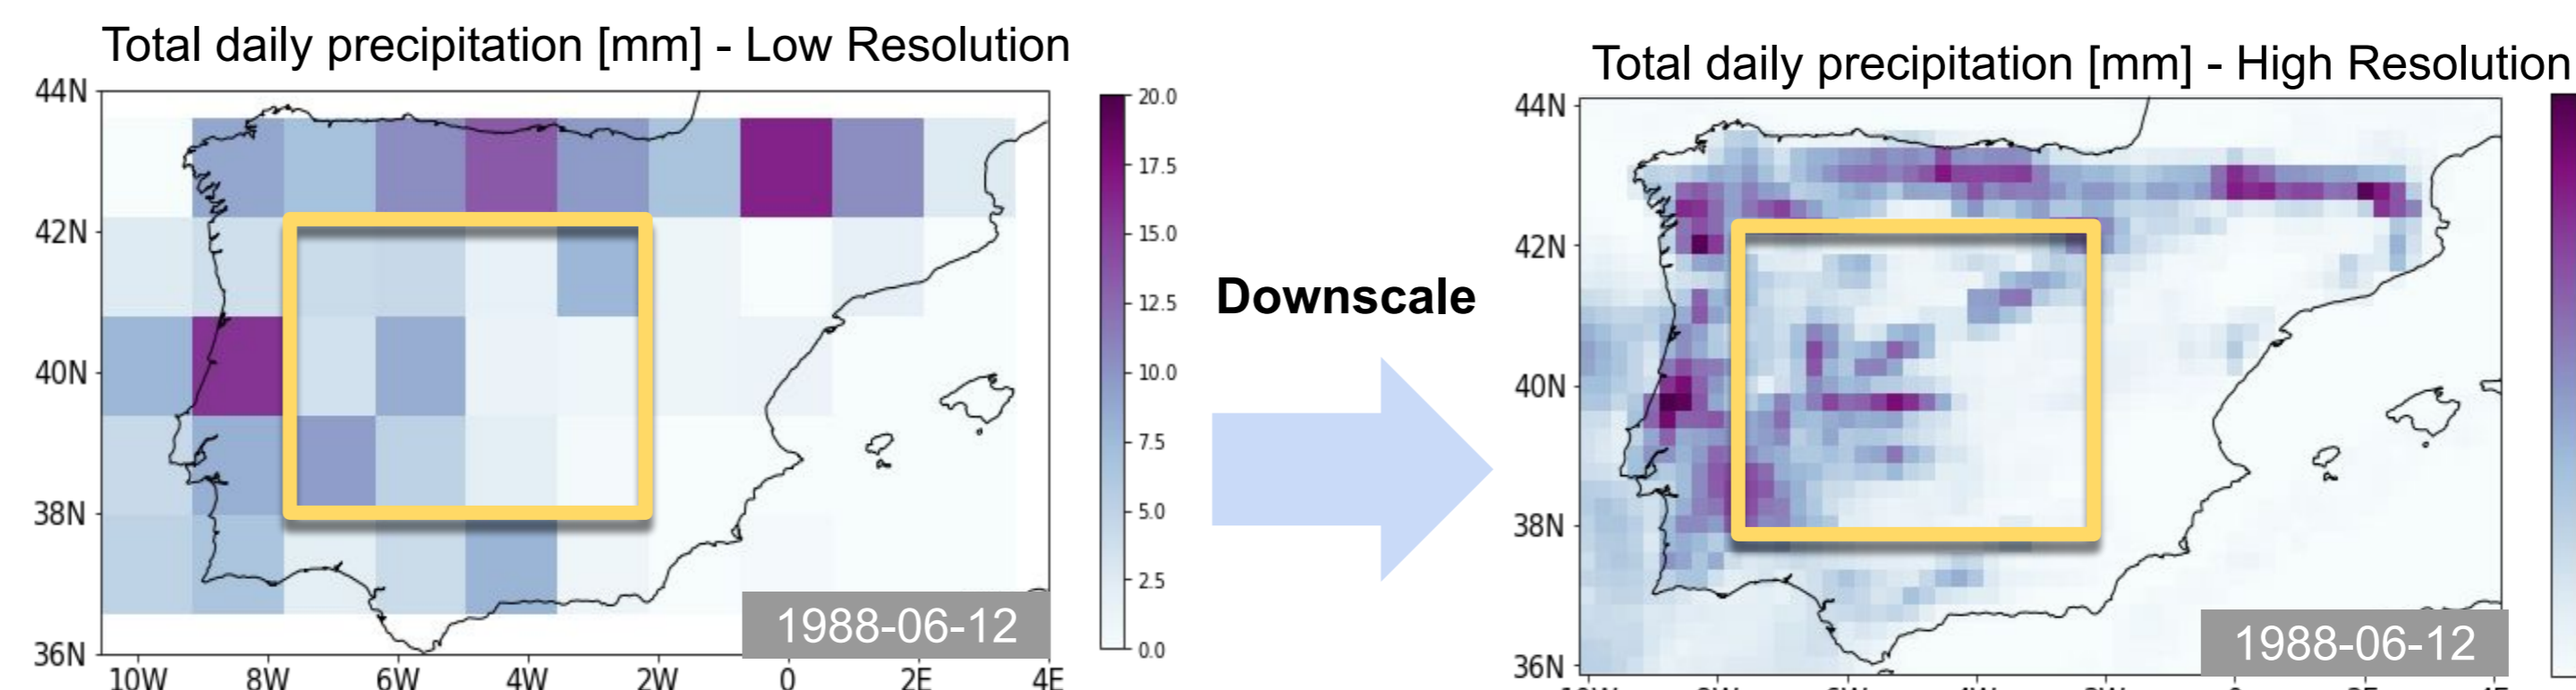 Total daily precipitation [mm] - Low Resolution
44N
42N
40N
38N
36N
10W 8W 6W 4W 2W 0 2E 4E
20.0
17.5
15.0
12.5
10.0
7.5
5.0
2.5
0.0
1988-06-12
Downscale
Total daily precipitation [mm] - High Resolution
44N
42N
40N
38N
36N
1988-06-12